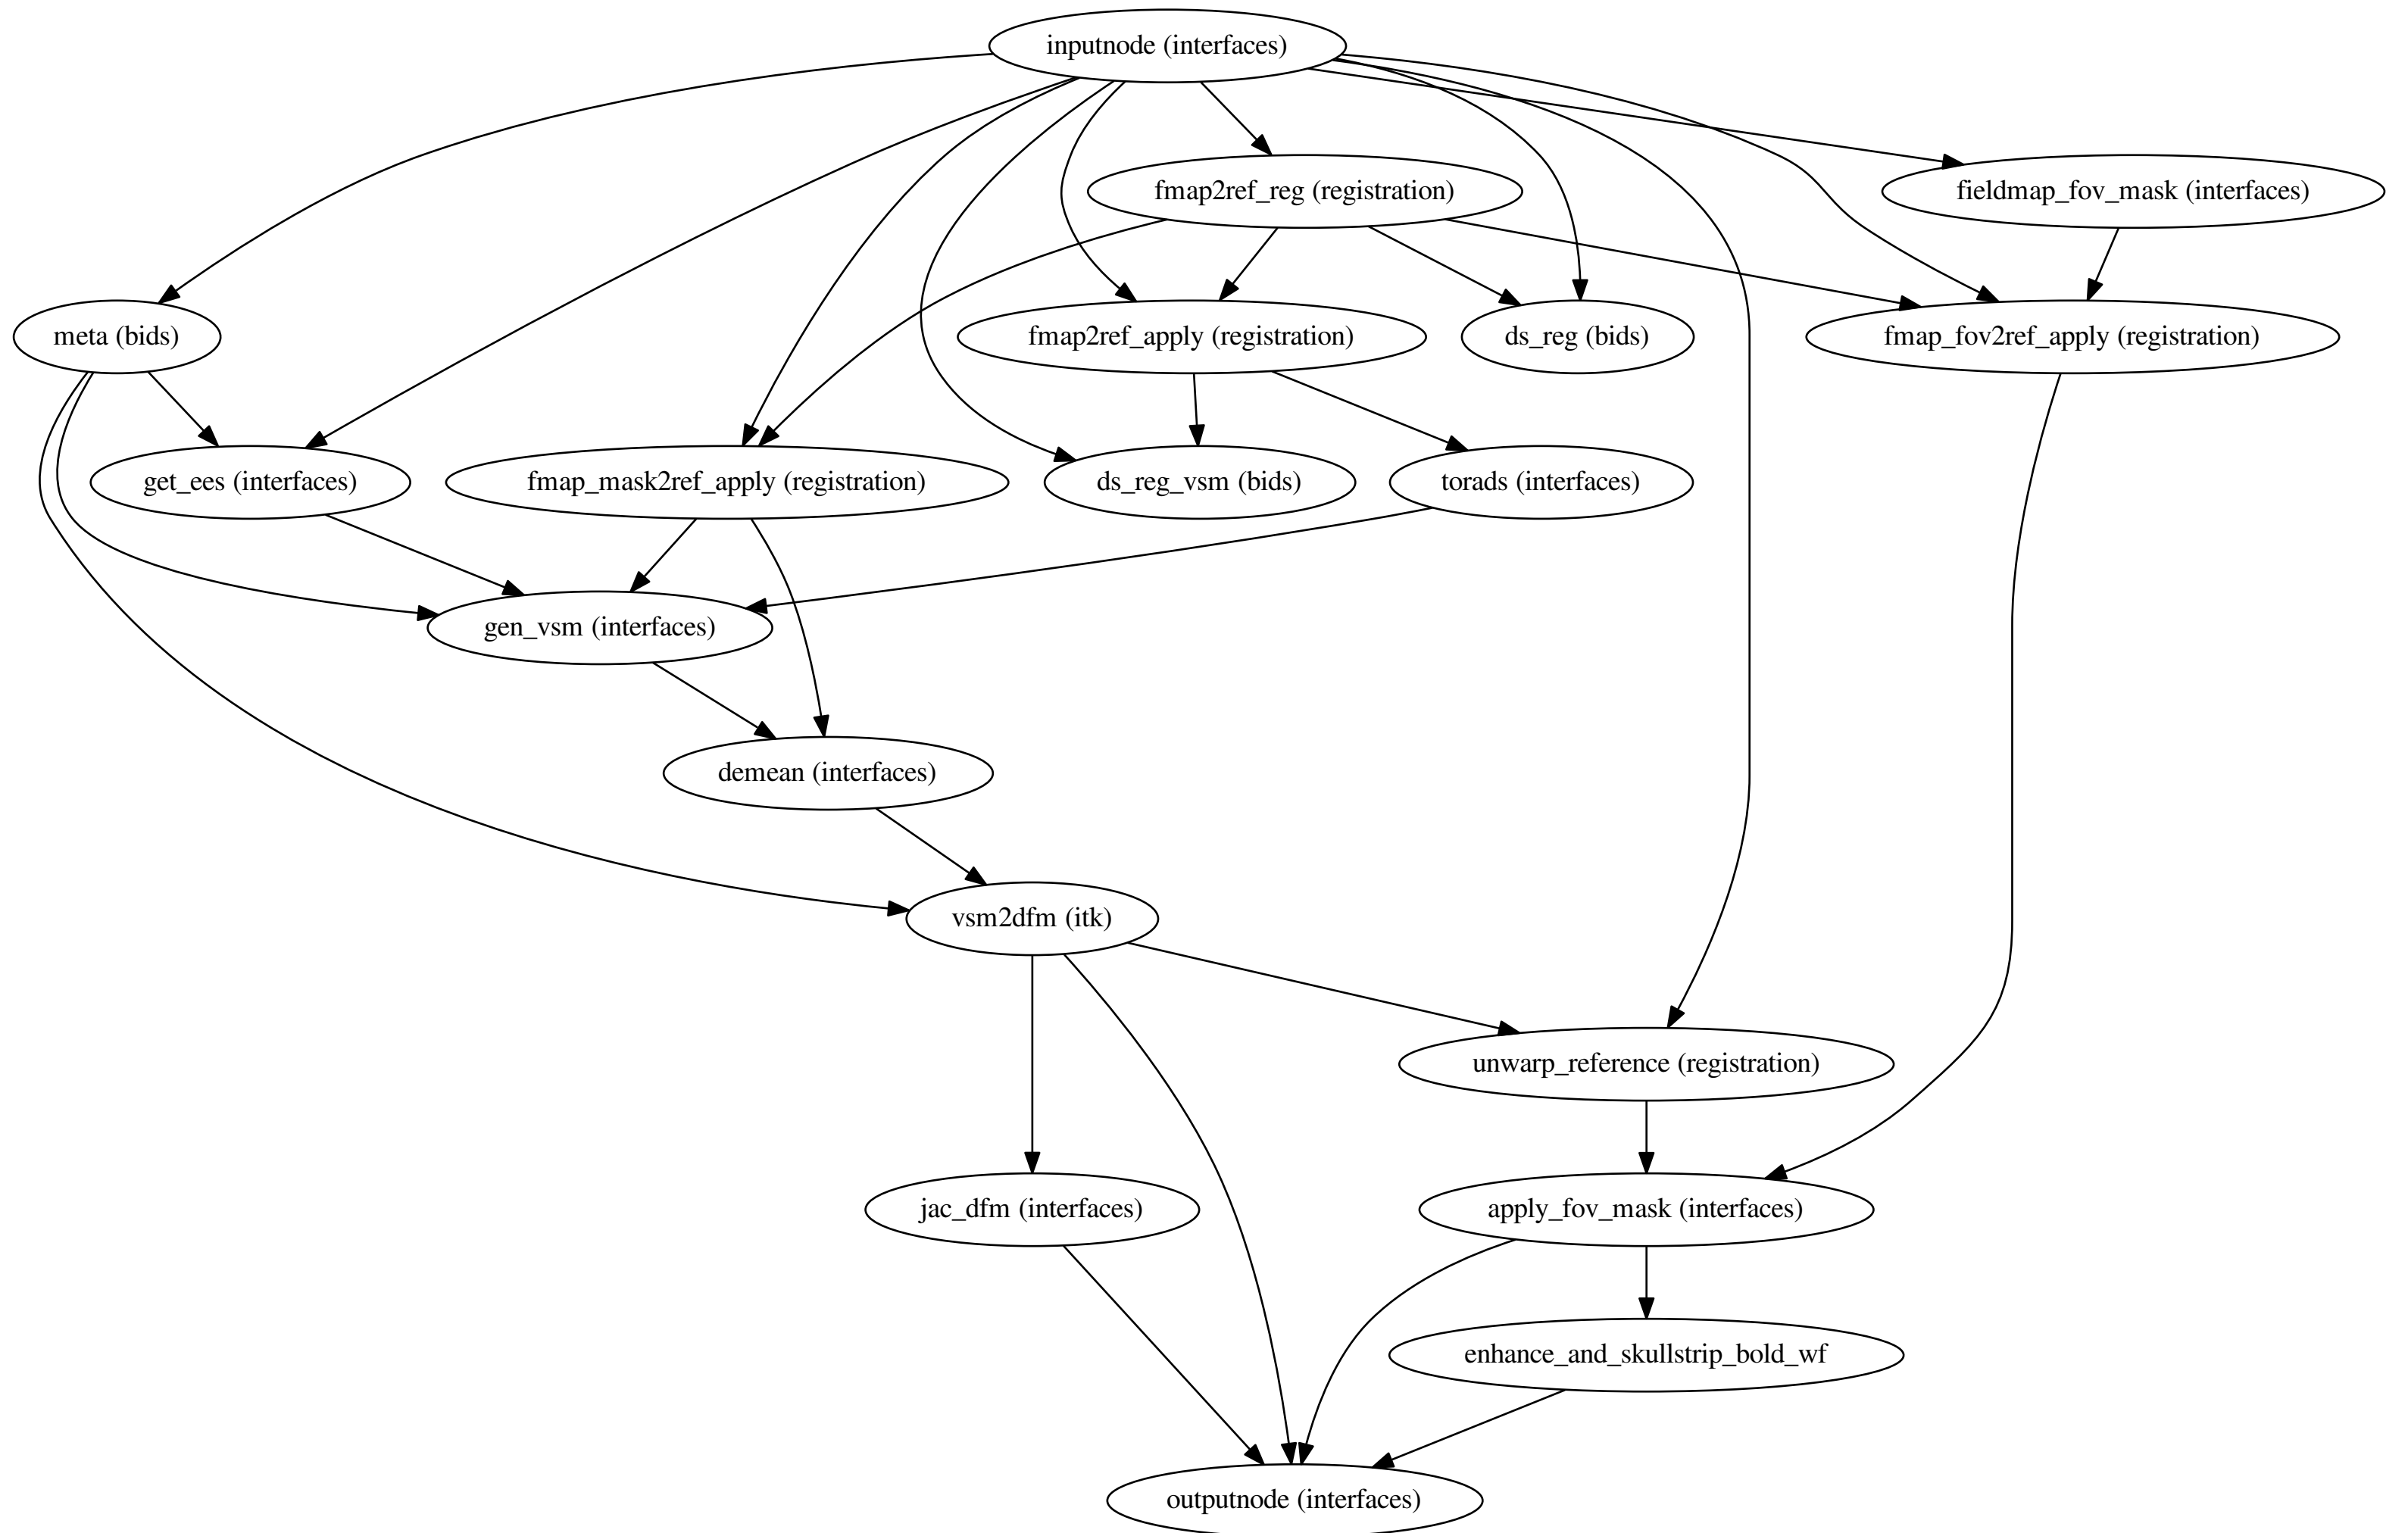 inputnode (interfaces)
fmap2ref_reg (registration)
fieldmap_fov_mask (interfaces)
meta (bids)
fmap2ref_apply (registration)
ds_reg (bids)
fmap_fov2ref_apply (registration)
get_ees (interfaces)
fmap_mask2ref_apply (registration)
ds_reg_vsm (bids)
torads (interfaces)
gen_vsm (interfaces)
demean (interfaces)
vsm2dfm (itk)
unwarp_reference (registration)
jac_dfm (interfaces)
apply_fov_mask (interfaces)
enhance_and_skullstrip_bold_wf
outputnode (interfaces)